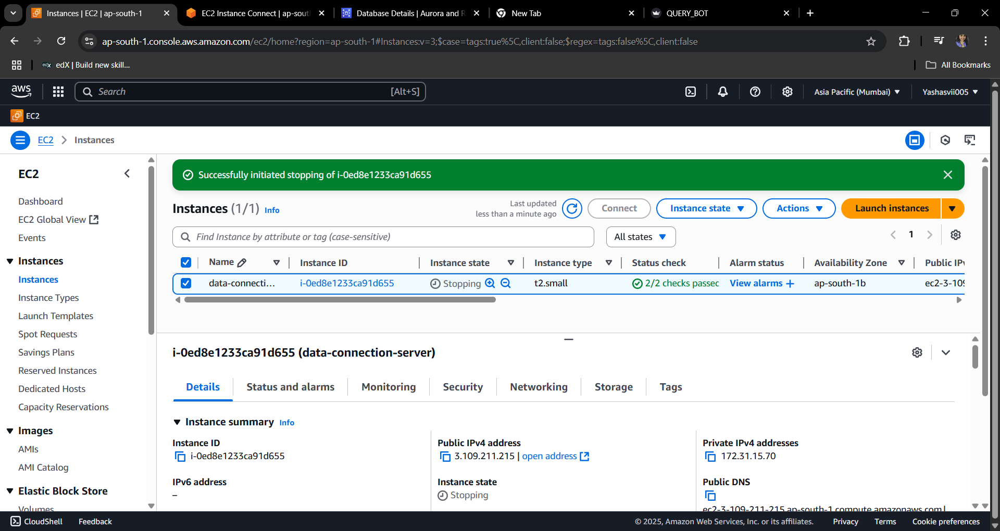 Instances | EC2 | ap-south-1
EC2 Instance Connect | ap-sout
Database Details | Aurora and R
New Tab
QUERY_BOT
ap-south-1.console.aws.amazon.com/ec2/home?region=ap-south-1#Instances:v=3;$case=tags:true%5C,client:false;$regex=tags:false%5C,client:false
edX edX | Build new skill...
All Bookmarks
aws
Search [Alt+S]
Asia Pacific (Mumbai)
Yashasvii005
EC2
EC2 > Instances
EC2
Dashboard
EC2 Global View
Events
Instances
Instances
Instance Types
Launch Templates
Spot Requests
Savings Plans
Reserved Instances
Dedicated Hosts
Capacity Reservations
Images
AMIs
AMI Catalog
Elastic Block Store
Volumes
Successfully initiated stopping of i-0ed8e1233ca91d655
Instances (1/1) Info
Last updated
less than a minute ago
Connect
Instance state
Actions
Launch instances
Find Instance by attribute or tag (case-sensitive)
All states
1
Name Instance ID Instance state Instance type Status check Alarm status Availability Zone Public IPv
data-connecti... i-0ed8e1233ca91d655 Stopping t2.small 2/2 checks passed View alarms + ap-south-1b ec2-3-109
i-0ed8e1233ca91d655 (data-connection-server)
Details
Status and alarms
Monitoring
Security
Networking
Storage
Tags
Instance summary Info
Instance ID
i-0ed8e1233ca91d655
Public IPv4 address
3.109.211.215 | open address
Private IPv4 addresses
172.31.15.70
IPv6 address
–
Instance state
Stopping
Public DNS
ec2-3-109-211-215.ap-south-1.compute.amazonaws.com |
CloudShell
Feedback
© 2025, Amazon Web Services, Inc. or its affiliates.
Privacy
Terms
Cookie preferences